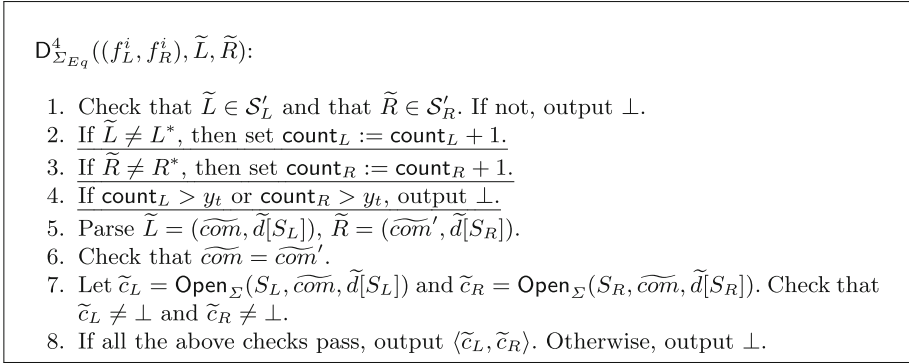 D⁴_{Σ_{Eq}}((f^i_L, f^i_R), L̃, R̃):
1. Check that L̃ ∈ S′_L and that R̃ ∈ S′_R. If not, output ⊥.
2. If L̃ ≠ L*, then set count_L := count_L + 1.
3. If R̃ ≠ R*, then set count_R := count_R + 1.
4. If count_L > y_t or count_R > y_t, output ⊥.
5. Parse L̃ = (c͠om, d̃[S_L]), R̃ = (c͠om′, d̃[S_R]).
6. Check that c͠om = c͠om′.
7. Let c̃_L = Open_Σ(S_L, c͠om, d̃[S_L]) and c̃_R = Open_Σ(S_R, c͠om, d̃[S_R]). Check that
c̃_L ≠ ⊥ and c̃_R ≠ ⊥.
8. If all the above checks pass, output ⟨c̃_L, c̃_R⟩. Otherwise, output ⊥.